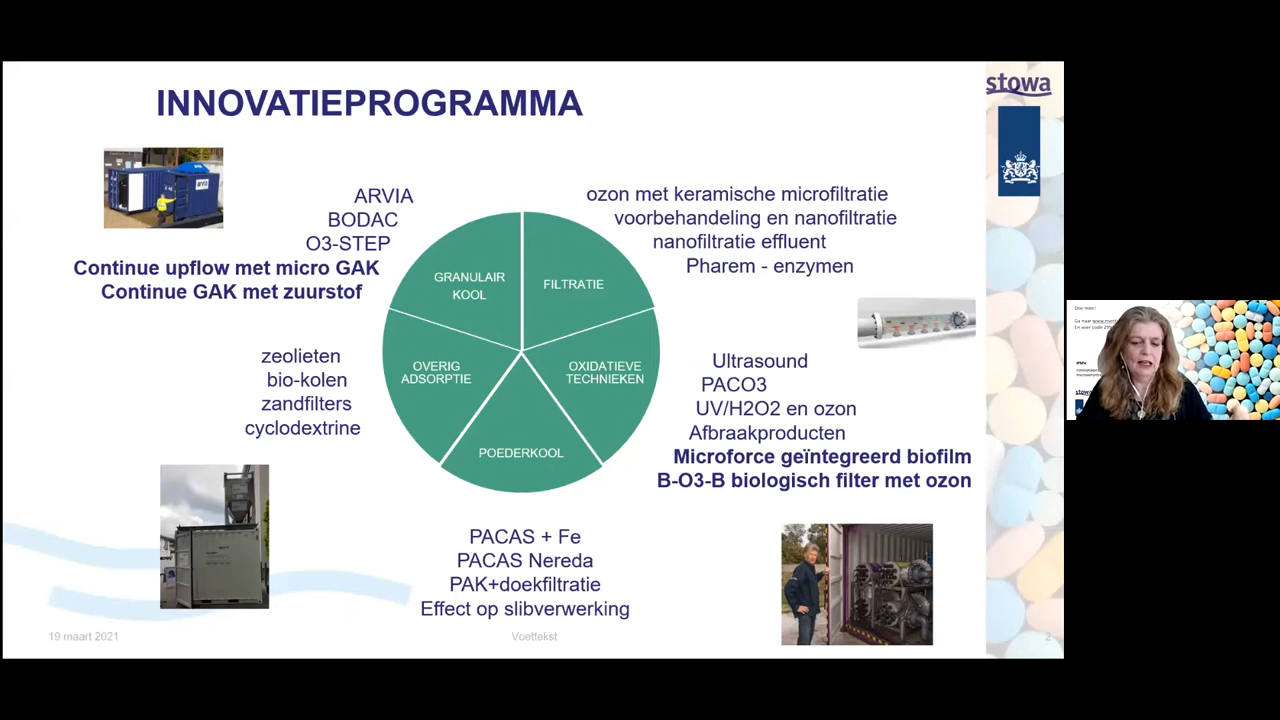 INNOVATIEPROGRAMMA
stowa
ARVIA
BODAC
O3-STEP
Continue upflow met micro GAK
Continue GAK met zuurstof
ozon met keramische microfiltratie
voorbehandeling en nanofiltratie
nanofiltratie effluent
Pharem - enzymen
GRANULAIR
KOOL
FILTRATIE
OVERIG
ADSORPTIE
OXIDATIEVE
TECHNIEKEN
POEDERKOOL
zeolieten
bio-kolen
zandfilters
cyclodextrine
Ultrasound
PACO3
UV/H2O2 en ozon
Afbraakproducten
Microforce geïntegreerd biofilm
B-O3-B biologisch filter met ozon
PACAS + Fe
PACAS Nereda
PAK+doekfiltratie
Effect op slibverwerking
19 maart 2021
Voettekst
2